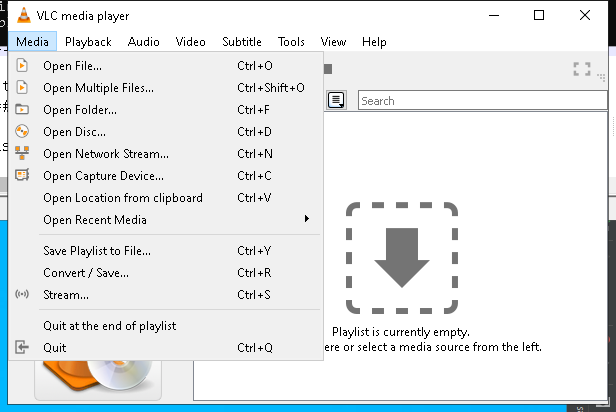 VLC media player
Media Playback Audio Video Subtitle Tools View Help
Open File... Ctrl+O
Open Multiple Files... Ctrl+Shift+O
Search
Open Folder... Ctrl+F
Open Disc... Ctrl+D
Open Network Stream... Ctrl+N
Open Capture Device... Ctrl+C
Open Location from clipboard Ctrl+V
Open Recent Media
Save Playlist to File... Ctrl+Y
Convert / Save... Ctrl+R
Stream... Ctrl+S
Quit at the end of playlist
Quit Ctrl+Q
Playlist is currently empty.
ere or select a media source from the left.